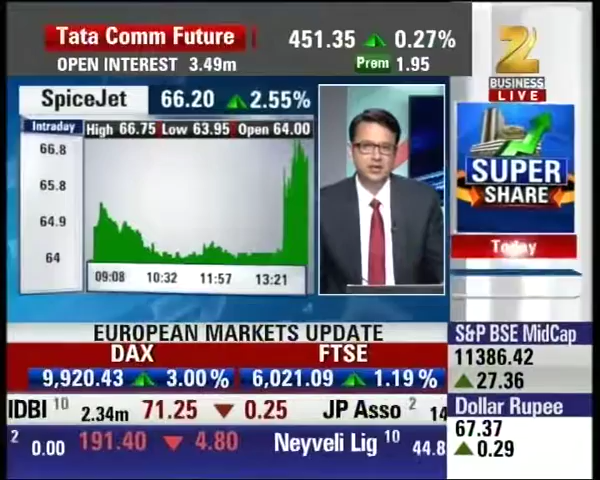 Tata Comm Future 451.35 0.27%
OPEN INTEREST 3.49m Prem 1.95
Z
BUSINESS
LIVE
SpiceJet 66.20 2.55%
Intraday High 66.75 Low 63.95 Open 64.00
66.8
65.8
64.9
64
09:08 10:32 11:57 13:21
SUPER
SHARE
Today
EUROPEAN MARKETS UPDATE
DAX FTSE
9,920.43 3.00% 6,021.09 1.19%
S&P BSE MidCap
11386.42
27.36
Dollar Rupee
67.37
0.29
IDBI 10 2.34m 71.25 0.25 JP Asso 2 14
2 0.00 191.40 4.80 Neyveli Lig 10 44.8